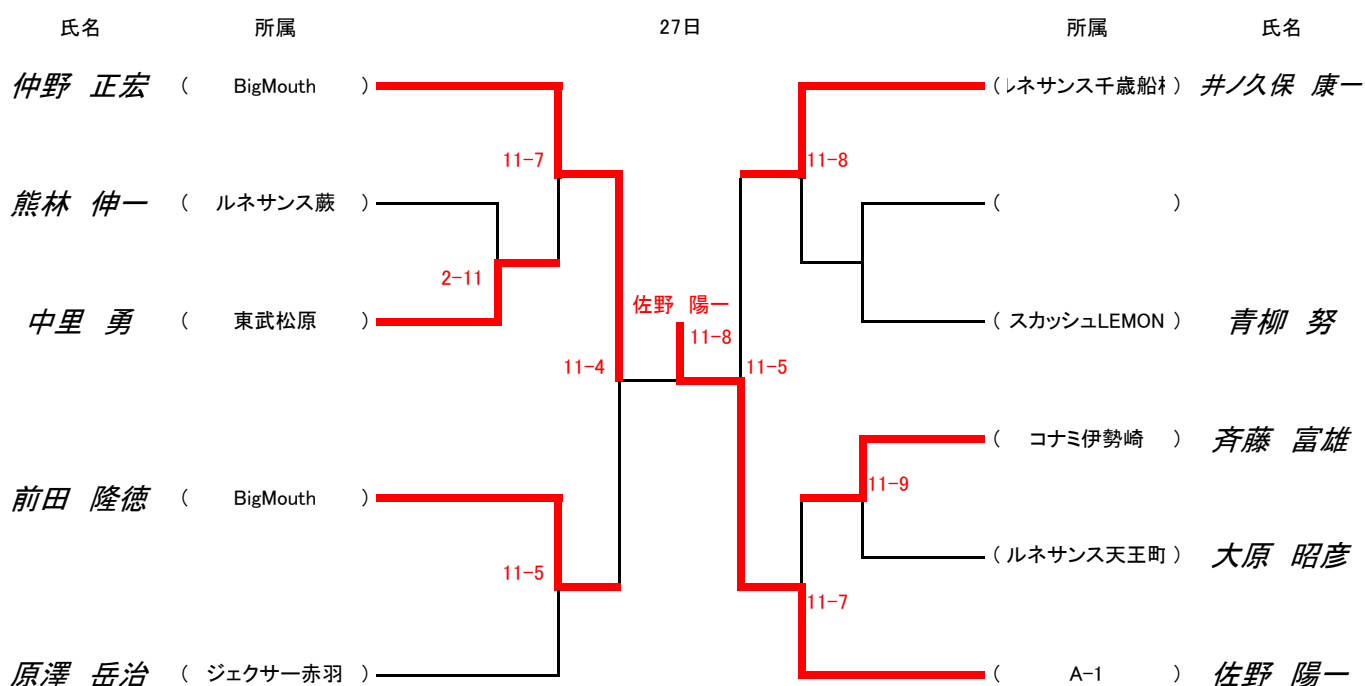 氏名 所属 27日 所属 氏名
仲野 正宏 ( BigMouth ) ( ルネサンス千歳船橋 ) 井ノ久保 康一
11-7 11-8
熊林 伸一 ( ルネサンス蕨 ) ( )
2-11
佐野 陽一
中里 勇 ( 東武松原 ) ( スカッシュLEMON ) 青柳 努
11-8
11-4 11-5
( コナミ伊勢崎 ) 斉藤 富雄
11-9
前田 隆徳 ( BigMouth )
( ルネサンス天王町 ) 大原 昭彦
11-5
11-7
原澤 岳治 ( ジェクサー赤羽 ) ( A-1 ) 佐野 陽一